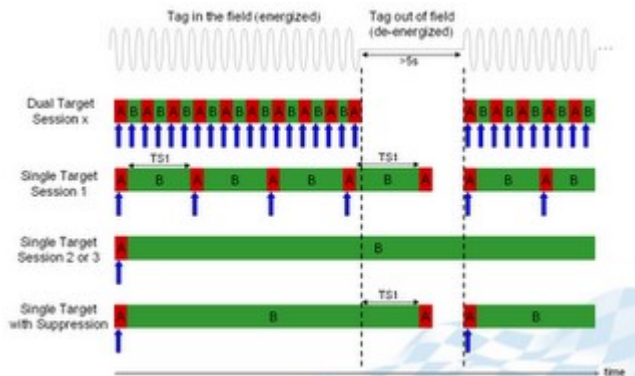 Tag in the field (energized)
Tag out of field
(de-energized)
...
>5s
Dual Target
Session x
A B A B A B A B A B A B A B A B A B A
A B A B A B A B A B
TS1
TS1
Single Target
Session 1
A B A B A B A B A
A B A B
Single Target
Session 2 or 3
A B
TS1
Single Target
with Suppression
A B A
A B
time